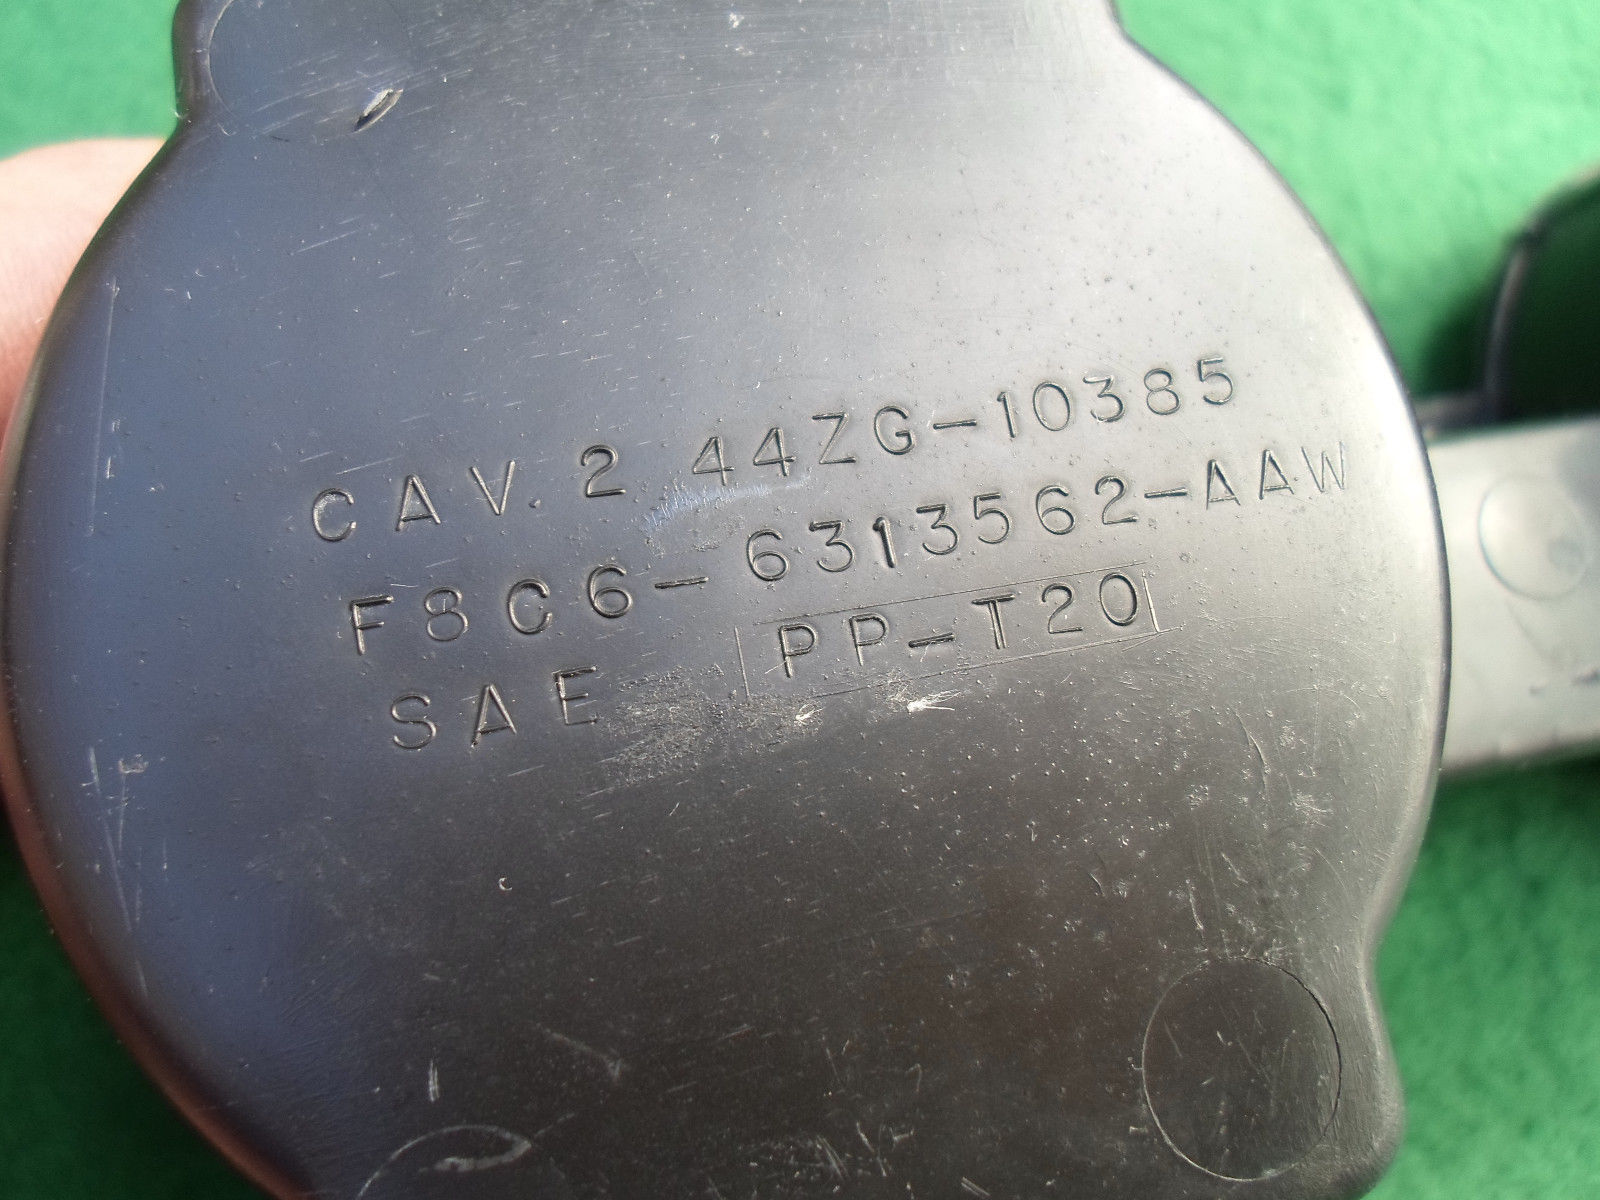 CAV. 2 44ZG-10385
F8C6-6313562-AAW
SAE PP-T20